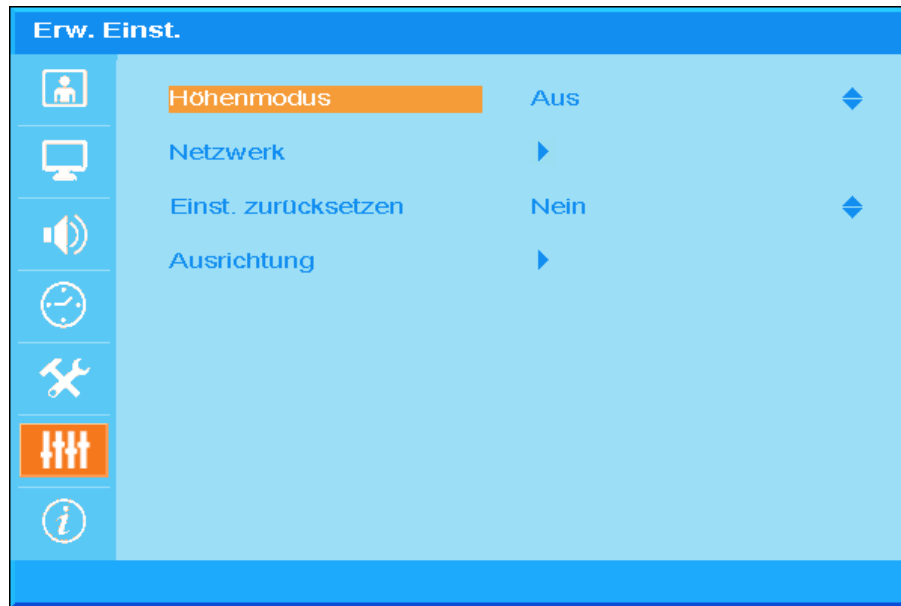 Erw. Einst.
Höhenmodus Aus
Netzwerk
Einst. zurücksetzen Nein
Ausrichtung